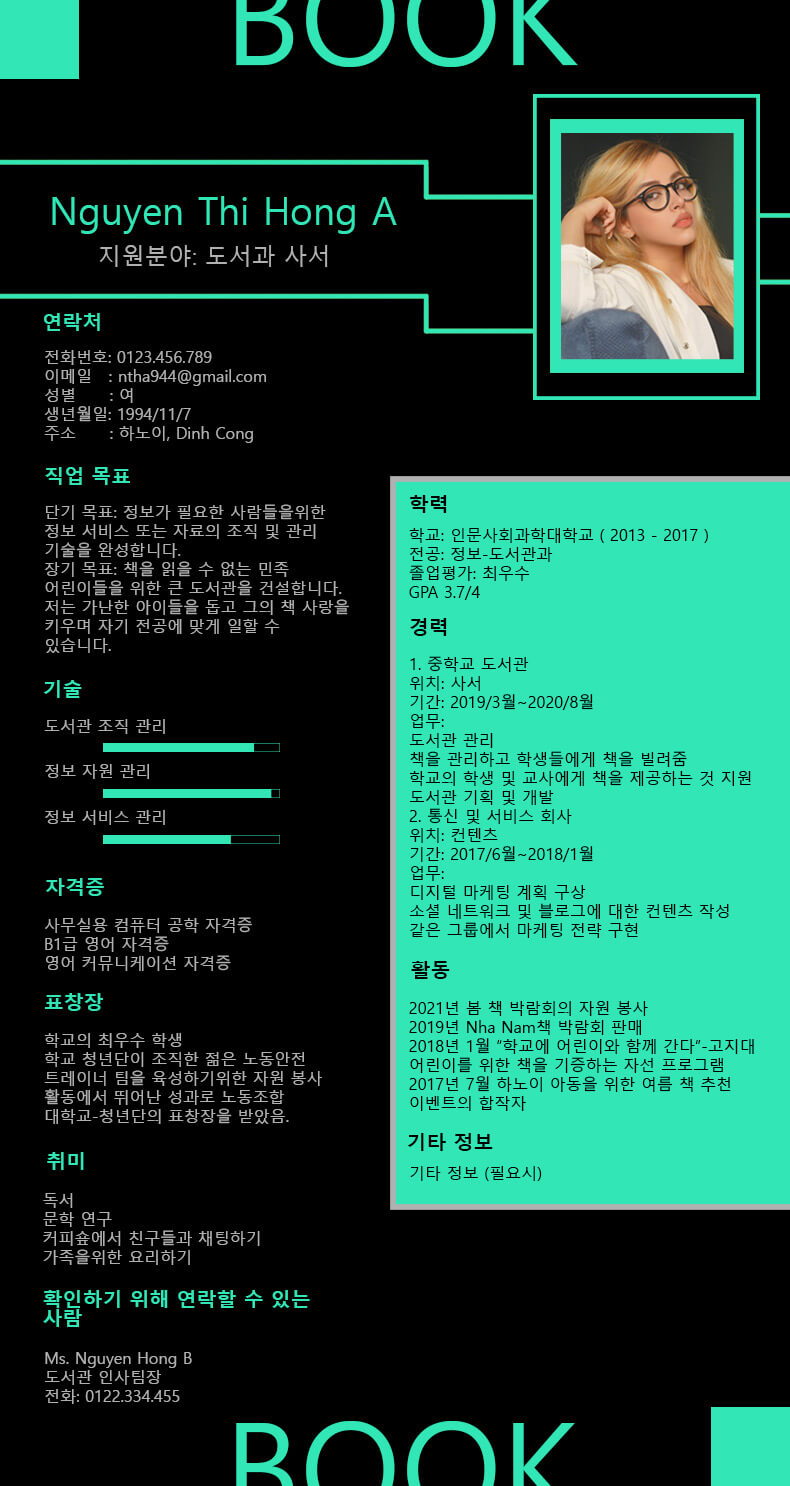 BOOK
Nguyen Thi Hong A
지원분야: 도서과 사서
연락처
전화번호: 0123.456.789
이메일 : ntha944@gmail.com
성별 : 여
생년월일: 1994/11/7
주소 : 하노이, Dinh Cong
직업 목표
단기 목표: 정보가 필요한 사람들을위한
정보 서비스 또는 자료의 조직 및 관리
기술을 완성합니다.
장기 목표: 책을 읽을 수 없는 민족
어린이들을 위한 큰 도서관을 건설합니다.
저는 가난한 아이들을 돕고 그의 책 사랑을
키우며 자기 전공에 맞게 일할 수
있습니다.
기술
도서관 조직 관리
정보 자원 관리
정보 서비스 관리
자격증
사무실용 컴퓨터 공학 자격증
B1급 영어 자격증
영어 커뮤니케이션 자격증
표창장
학교의 최우수 학생
학교 청년단이 조직한 젊은 노동안전
트레이너 팀을 육성하기위한 자원 봉사
활동에서 뛰어난 성과로 노동조합
대학교-청년단의 표창장을 받았음.
취미
독서
문학 연구
커피숖에서 친구들과 채팅하기
가족을위한 요리하기
확인하기 위해 연락할 수 있는
사람
Ms. Nguyen Hong B
도서관 인사팀장
전화: 0122.334.455
학력
학교: 인문사회과학대학교 ( 2013 - 2017 )
전공: 정보-도서관과
졸업평가: 최우수
GPA 3.7/4
경력
1. 중학교 도서관
위치: 사서
기간: 2019/3월~2020/8월
업무:
도서관 관리
책을 관리하고 학생들에게 책을 빌려줌
학교의 학생 및 교사에게 책을 제공하는 것 지원
도서관 기획 및 개발
2. 통신 및 서비스 회사
위치: 컨텐츠
기간: 2017/6월~2018/1월
업무:
디지털 마케팅 계획 구상
소셜 네트워크 및 블로그에 대한 컨텐츠 작성
같은 그룹에서 마케팅 전략 구현
활동
2021년 봄 책 박람회의 자원 봉사
2019년 Nha Nam책 박람회 판매
2018년 1월 "학교에 어린이와 함께 간다"-고지대
어린이를 위한 책을 기증하는 자선 프로그램
2017년 7월 하노이 아동을 위한 여름 책 추천
이벤트의 합작자
기타 정보
기타 정보 (필요시)
BOOK